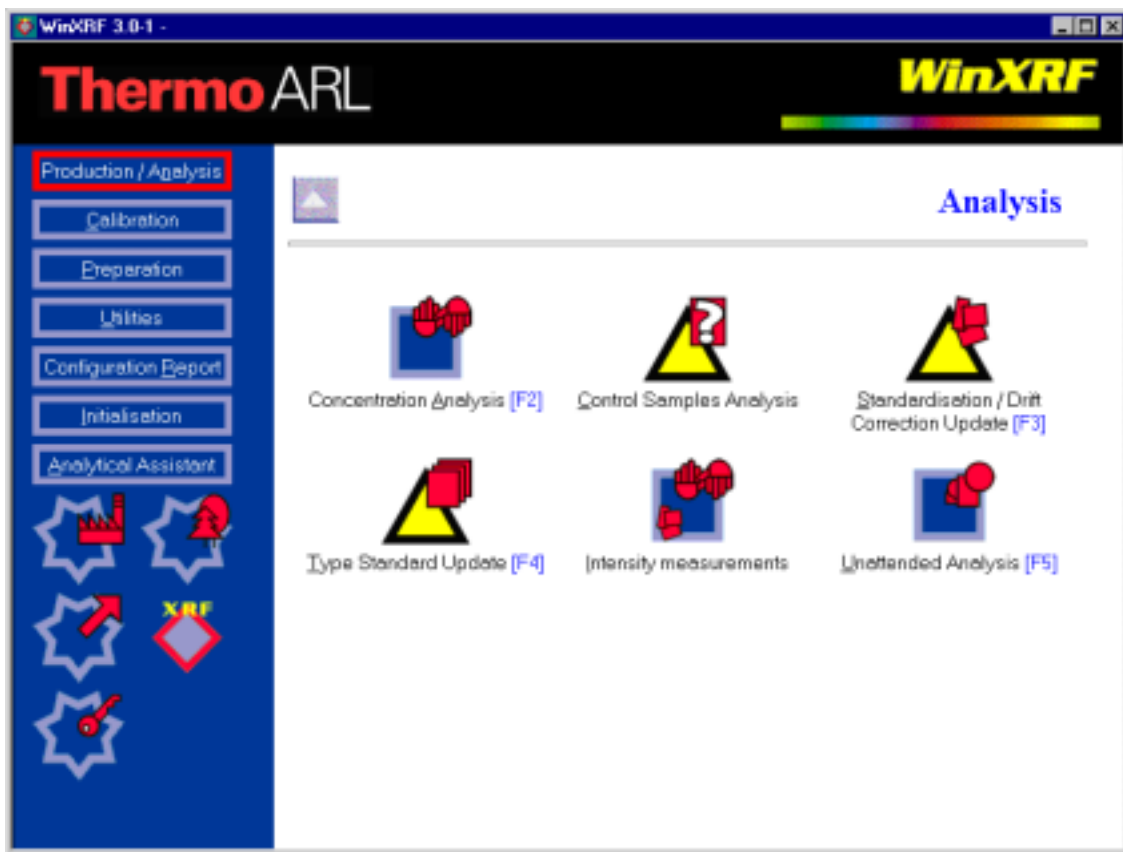 WinXRF 3.0-1 -
Thermo ARL
WinXRF
Production / Analysis
Calibration
Preparation
Utilities
Configuration Report
Initialisation
Analytical Assistant
XRF
Analysis
Concentration Analysis [F2]
Control Samples Analysis
Standardisation / Drift
Correction Update [F3]
Type Standard Update [F4]
Intensity measurements
Unattended Analysis [F5]